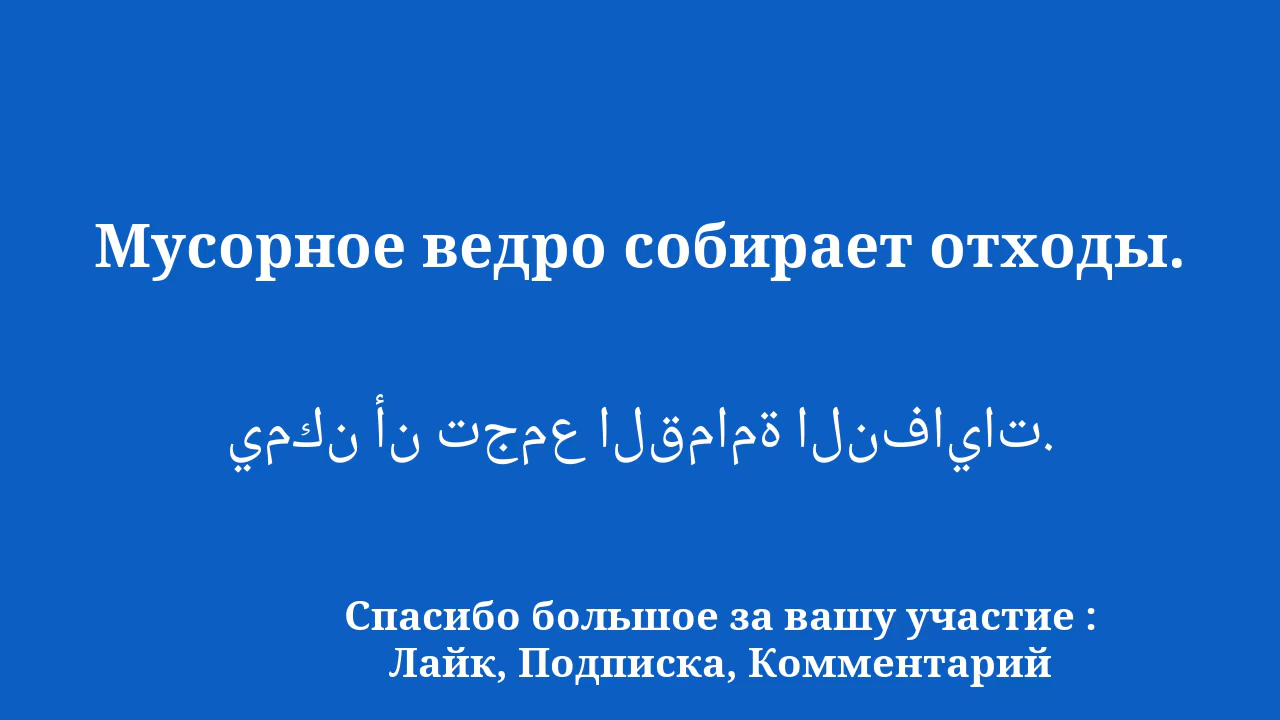 Мусорное ведро собирает отходы.
يمكن أن تجمع القمامة النفايات.
Спасибо большое за вашу участие :
Лайк, Подписка, Комментарий